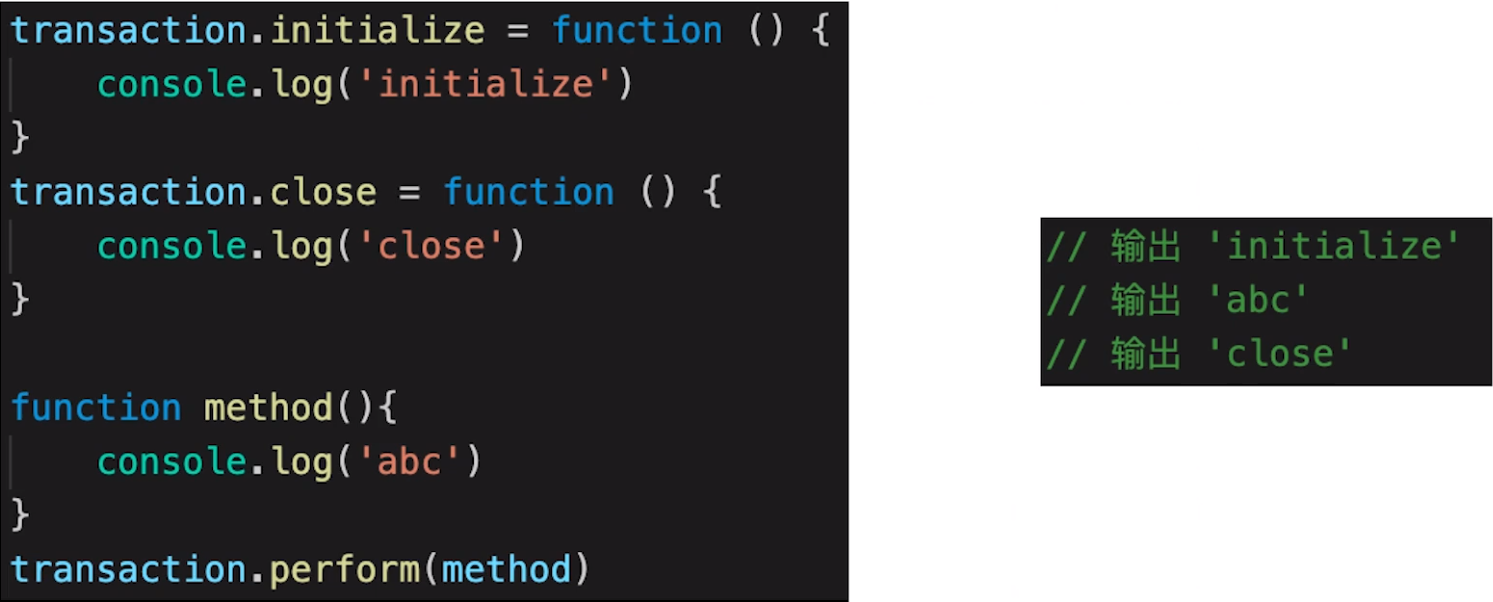 transaction.initialize = function () {
    console.log('initialize')
}
transaction.close = function () {
    console.log('close')
}
function method(){
    console.log('abc')
}
transaction.perform(method)
// 输出 'initialize'
// 输出 'abc'
// 输出 'close'